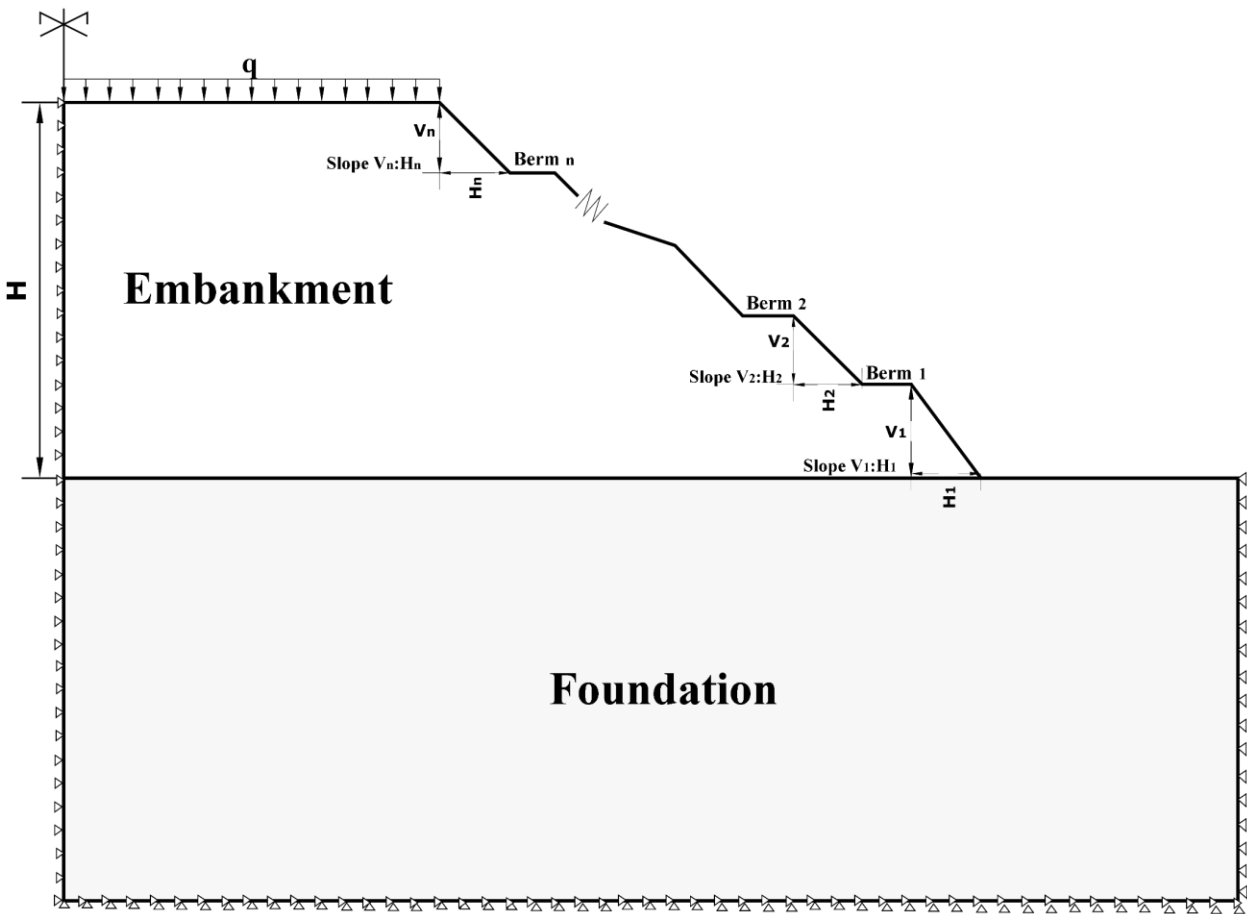 q
Vn
Slope Vn:Hn
Berm n
Hn
H
Embankment
Berm 2
V2
Slope V2:H2
Berm 1
H2
V1
Slope V1:H1
H1
Foundation